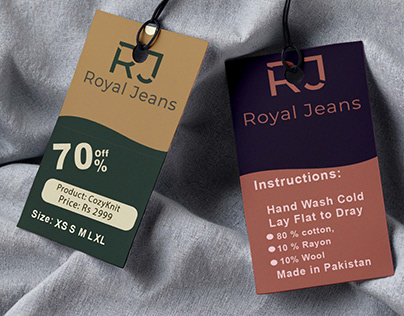 RJ
Royal Jeans
70% Off
Product: CozyKnit
Price: Rs 2999
Size: XS S M LXL
RJ
Royal Jeans
Instructions:
Hand Wash Cold
Lay Flat to Dray
80 % cotton,
10 % Rayon
10% Wool
Made in Pakistan